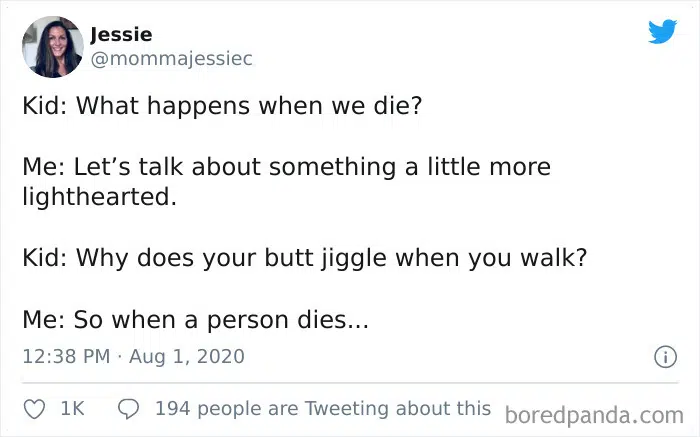 Jessie
@mommajessiec
Kid: What happens when we die?
Me: Let’s talk about something a little more
lighthearted.
Kid: Why does your butt jiggle when you walk?
Me: So when a person dies...
12:38 PM · Aug 1, 2020
1K 194 people are Tweeting about this
boredpanda.com